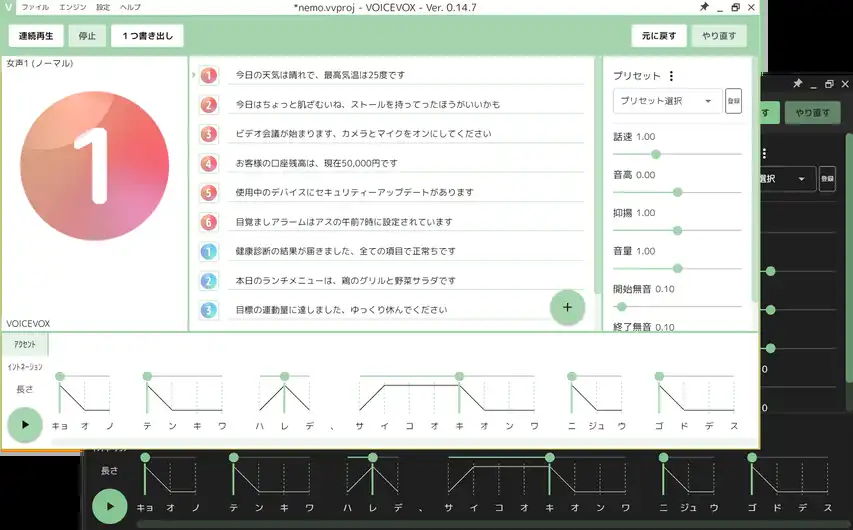 V ファイル エンジン 設定 ヘルプ *nemo.vvproj - VOICEVOX - Ver. 0.14.7
連続再生 停止 1つ書き出し 元に戻す やり直す
女声1 (ノーマル)
1
VOICEVOX
1 今日の天気は晴れで、最高気温は25度です
2 今日はちょっと肌ざむいね、ストールを持ってったほうがいいかも
3 ビデオ会議が始まります、カメラとマイクをオンにしてください
4 お客様の口座残高は、現在50,000円です
5 使用中のデバイスにセキュリティーアップデートがあります
6 目覚ましアラームはアスの午前7時に設定されています
1 健康診断の結果が届きました、全ての項目で正常ちです
2 本日のランチメニューは、鶏のグリルと野菜サラダです
3 目標の運動量に達しました、ゆっくり休んでください
プリセット
プリセット選択 登録
話速 1.00
音高 0.00
抑揚 1.00
音量 1.00
開始無音 0.10
終了無音 0.10
アクセント
イントネーション
長さ
キョ オ ノ テ ン キ ワ ハ レ デ 、 サ イ コ オ キ オ ン ワ ニ ジュ ウ ゴ ド デ ス
す やり直す
選択 登録
0
0
長さ
キョ オ ノ テ ン キ ワ ハ レ デ 、 サ イ コ オ キ オ ン ワ ニ ジュ ウ ゴ ド デ ス